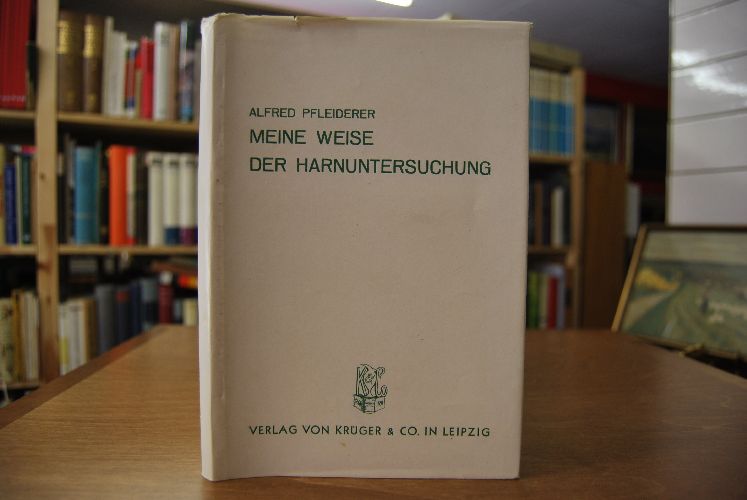 ALFRED PFLEIDERER
MEINE WEISE
DER HARNUNTERSUCHUNG
VERLAG VON KRÜGER & CO. IN LEIPZIG